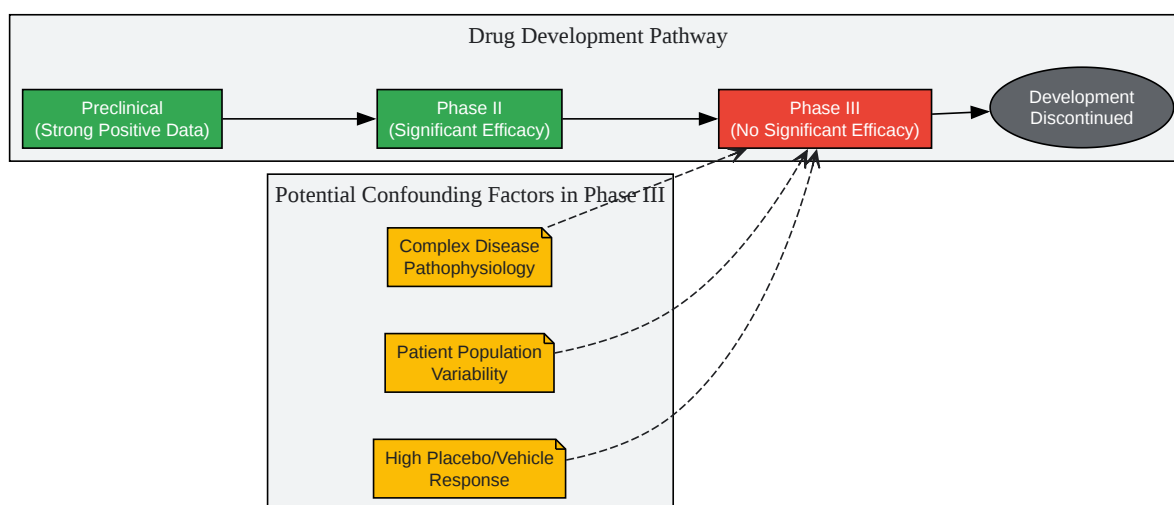 Drug Development Pathway
Preclinical
(Strong Positive Data)
Phase II
(Significant Efficacy)
Phase III
(No Significant Efficacy)
Development
Discontinued
Potential Confounding Factors in Phase III
Complex Disease
Pathophysiology
Patient Population
Variability
High Placebo/Vehicle
Response